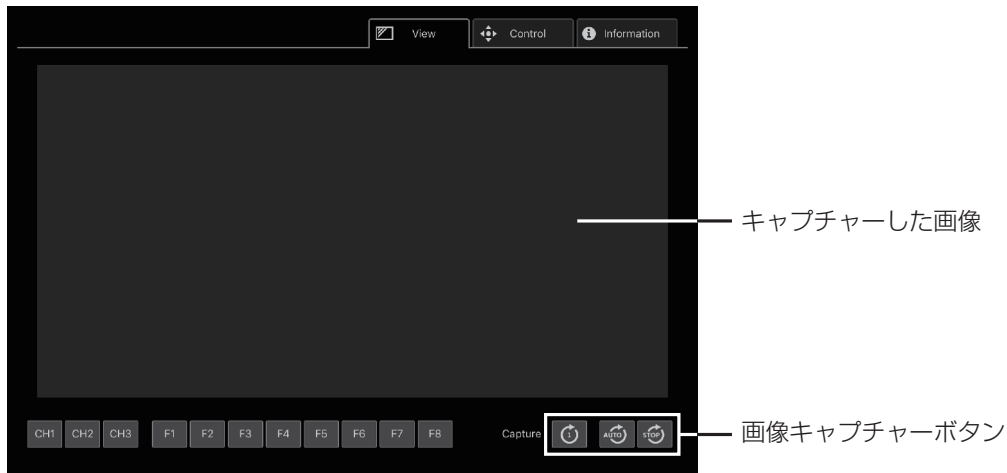 View Control Information
キャプチャーした画像
CH1 CH2 CH3 F1 F2 F3 F4 F5 F6 F7 F8 Capture 1 AUTO STOP
画像キャプチャーボタン